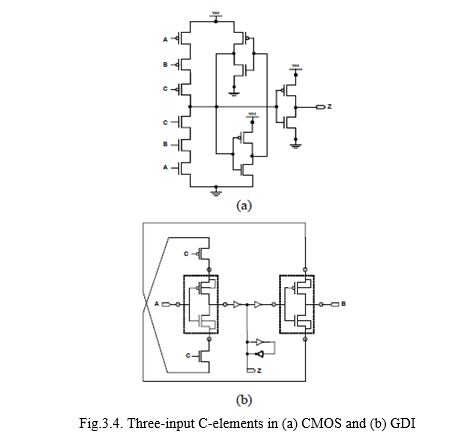 Vdd
A
B
C
Vdd
Z
Vdd
C
B
A
(a)
C
A
B
C
Z
(b)
Fig.3.4. Three-input C-elements in (a) CMOS and (b) GDI